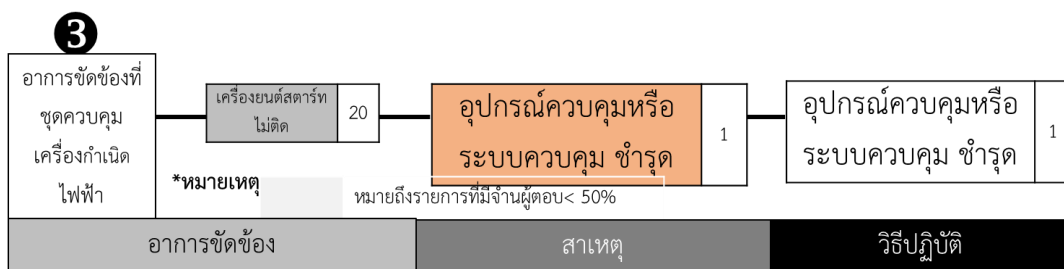 3
อาการขัดข้องที่
ชุดควบคุม
เครื่องกำเนิด
ไฟฟ้า
เครื่องยนต์สตาร์ท
ไม่ติด
20
อุปกรณ์ควบคุมหรือ
ระบบควบคุม ชำรุด
1
อุปกรณ์ควบคุมหรือ
ระบบควบคุม ชำรุด
1
*หมายเหตุ
หมายถึงรายการที่มีจำนผู้ตอบ< 50%
อาการขัดข้อง
สาเหตุ
วิธีปฏิบัติ